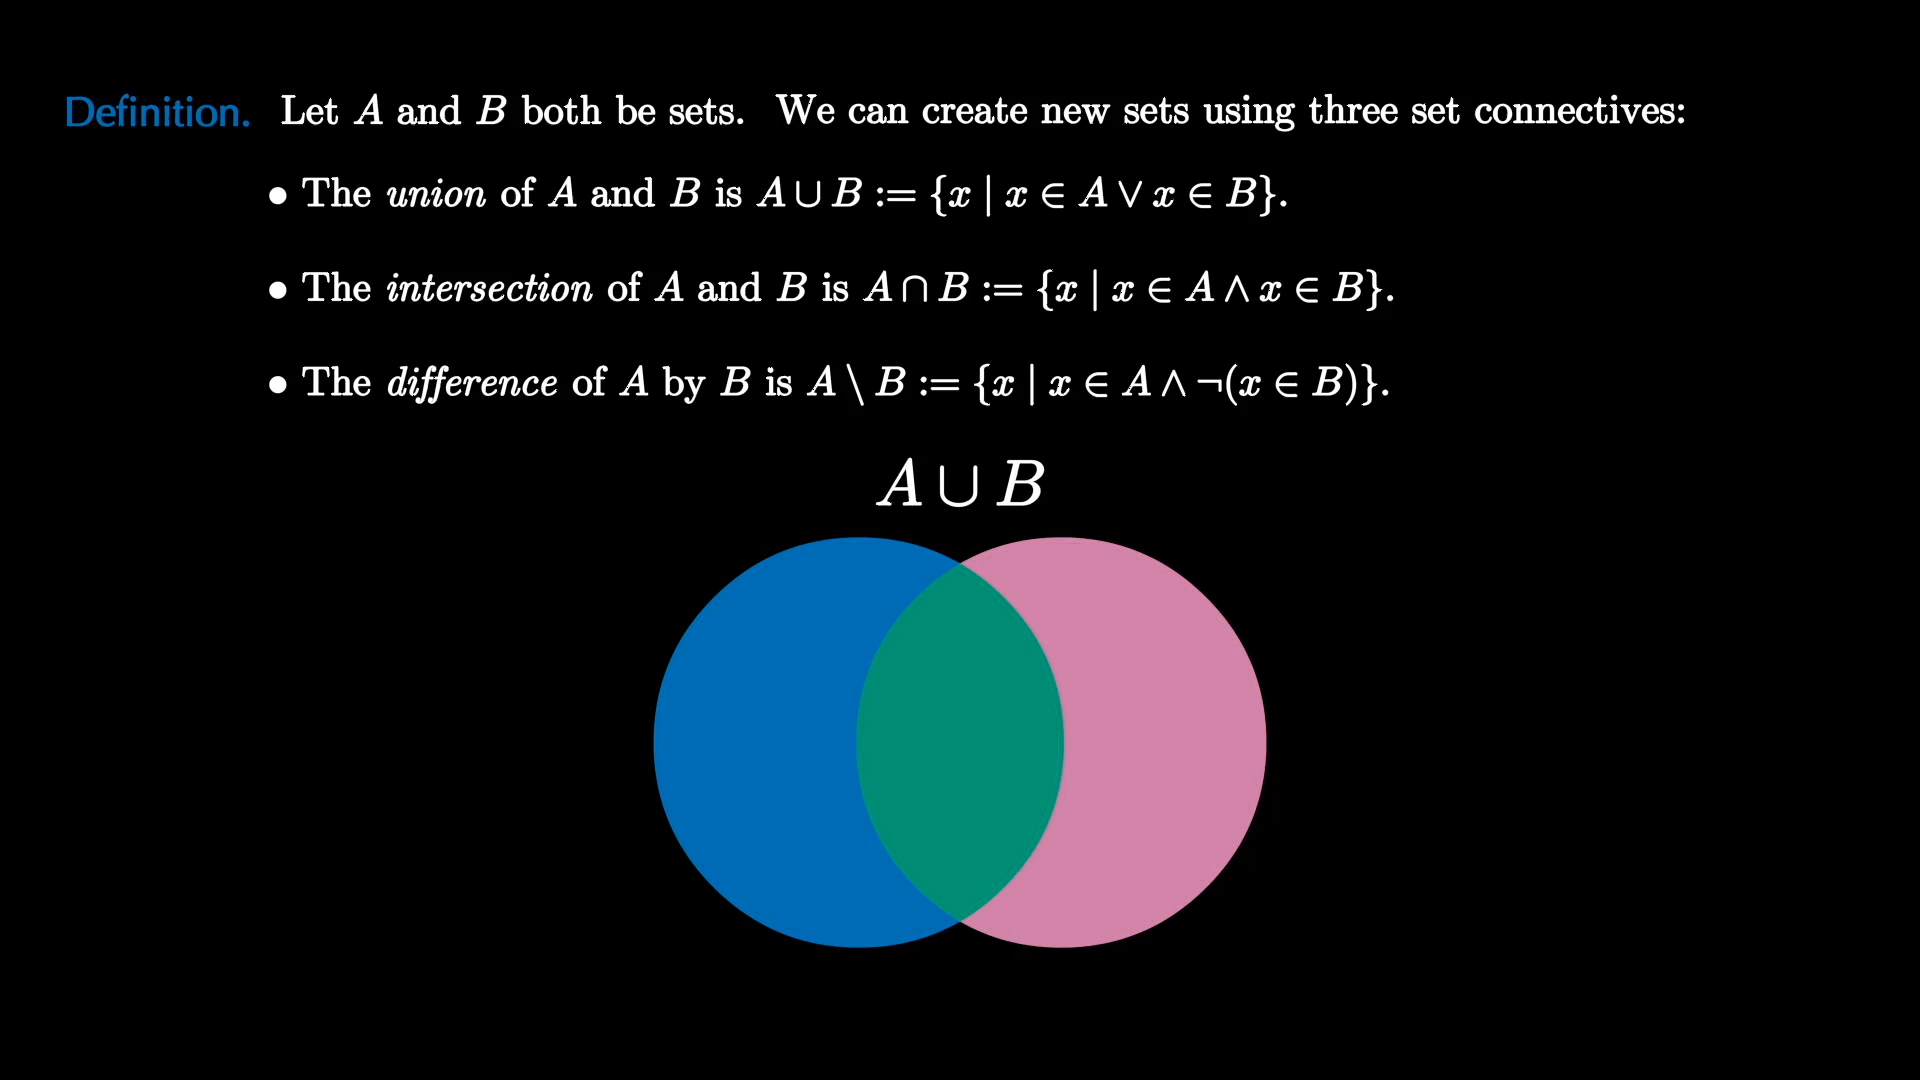 Definition. Let A and B both be sets. We can create new sets using three set connectives:
• The union of A and B is A ∪ B := {x | x ∈ A ∨ x ∈ B}.
• The intersection of A and B is A ∩ B := {x | x ∈ A ∧ x ∈ B}.
• The difference of A by B is A \ B := {x | x ∈ A ∧ ¬(x ∈ B)}.
A ∪ B